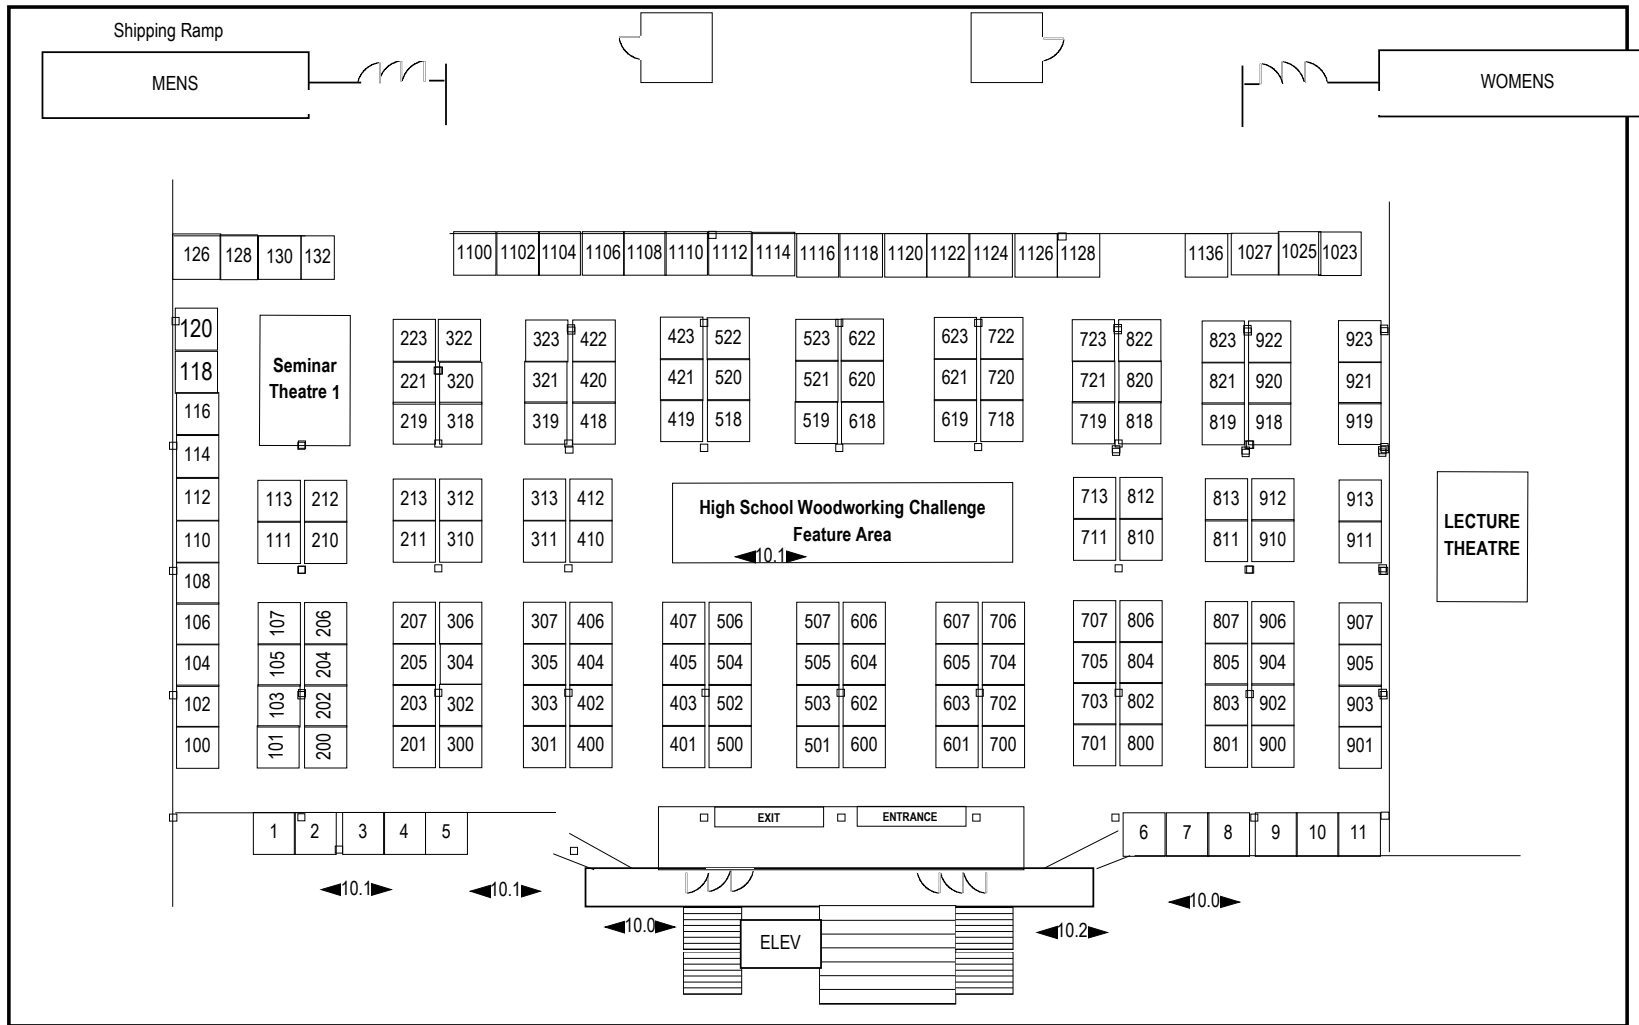 Shipping Ramp
MENS
WOMENS
126 128 130 132 1100 1102 1104 1106 1108 1110 1112 1114 1116 1118 1120 1122 1124 1126 1128 1136 1027 1025 1023
120 223 322 323 422 423 522 523 622 623 722 723 822 823 922 923
Seminar
Theatre 1
118 221 320 321 420 421 520 521 620 621 720 721 820 821 920 921
116 219 318 319 418 419 518 519 618 619 718 719 818 819 918 919
114
112 113 212 213 312 313 412 713 812 813 912 913
High School Woodworking Challenge
Feature Area
10.1
LECTURE
THEATRE
110 111 210 211 310 311 410 711 810 811 910 911
108
106 107 206 207 306 307 406 407 506 507 606 607 706 707 806 807 906 907
104 105 204 205 304 305 404 405 504 505 604 605 704 705 804 805 904 905
102 103 202 203 302 303 402 403 502 503 602 603 702 703 802 803 902 903
100 101 200 201 300 301 400 401 500 501 600 601 700 701 800 801 900 901
EXIT ENTRANCE
1 2 3 4 5 6 7 8 9 10 11
10.1 10.1 10.0
10.0 10.2
ELEV